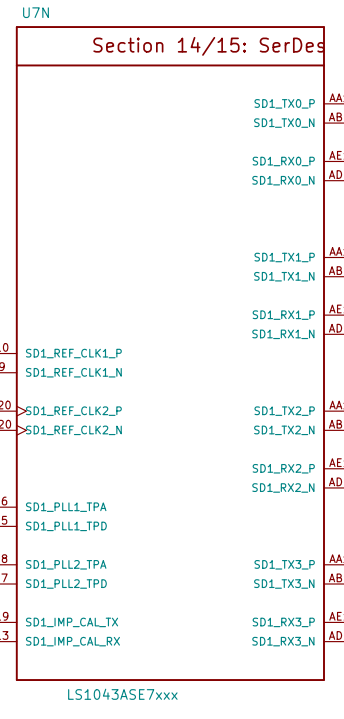 U7N
Section 14/15: SerDes
SD1_TX0_P
SD1_TX0_N
SD1_RX0_P
SD1_RX0_N
SD1_TX1_P
SD1_TX1_N
SD1_RX1_P
SD1_RX1_N
SD1_REF_CLK1_P
SD1_REF_CLK1_N
SD1_REF_CLK2_P
SD1_REF_CLK2_N
SD1_TX2_P
SD1_TX2_N
SD1_RX2_P
SD1_RX2_N
SD1_PLL1_TPA
SD1_PLL1_TPD
SD1_PLL2_TPA
SD1_PLL2_TPD
SD1_TX3_P
SD1_TX3_N
SD1_IMP_CAL_TX
SD1_IMP_CAL_RX
SD1_RX3_P
SD1_RX3_N
LS1043ASE7xxx